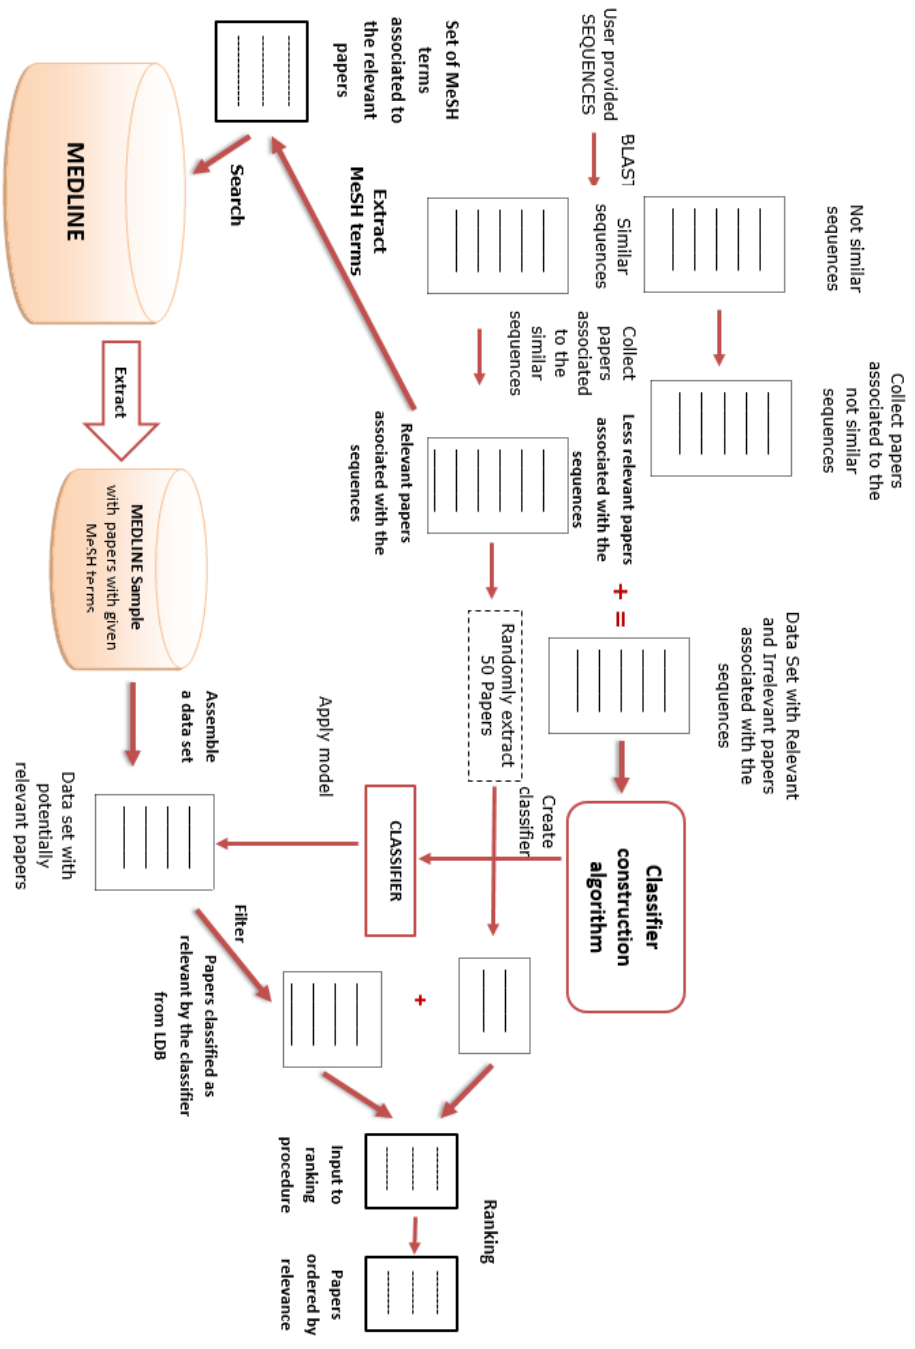 Not similar
sequences
Collect papers
associated to the
not similar
sequences
User provided
SEQUENCES
BLAST
Similar
sequences
Collect
papers
associated
to the
similar
sequences
Less relevant papers
associated with the
sequences
+ =
Data Set with Relevant
and Irrelevant papers
associated with the
sequences
Classifier
construction
algorithm
Set of MeSH
terms
associated to
the relevant
papers
Extract
MeSH terms
Relevant papers
associated with the
sequences
Randomly extract
50 Papers
Create
classifier
CLASSIFIER
Apply model
+
Ranking
Input to
ranking
procedure
Papers
ordered by
relevance
Search
MEDLINE
Extract
MEDLINE Sample
with papers with given
MeSH terms
Assemble
a data set
Data set with
potentially
relevant papers
Filter
Papers classified as
relevant by the classifier
from LDB